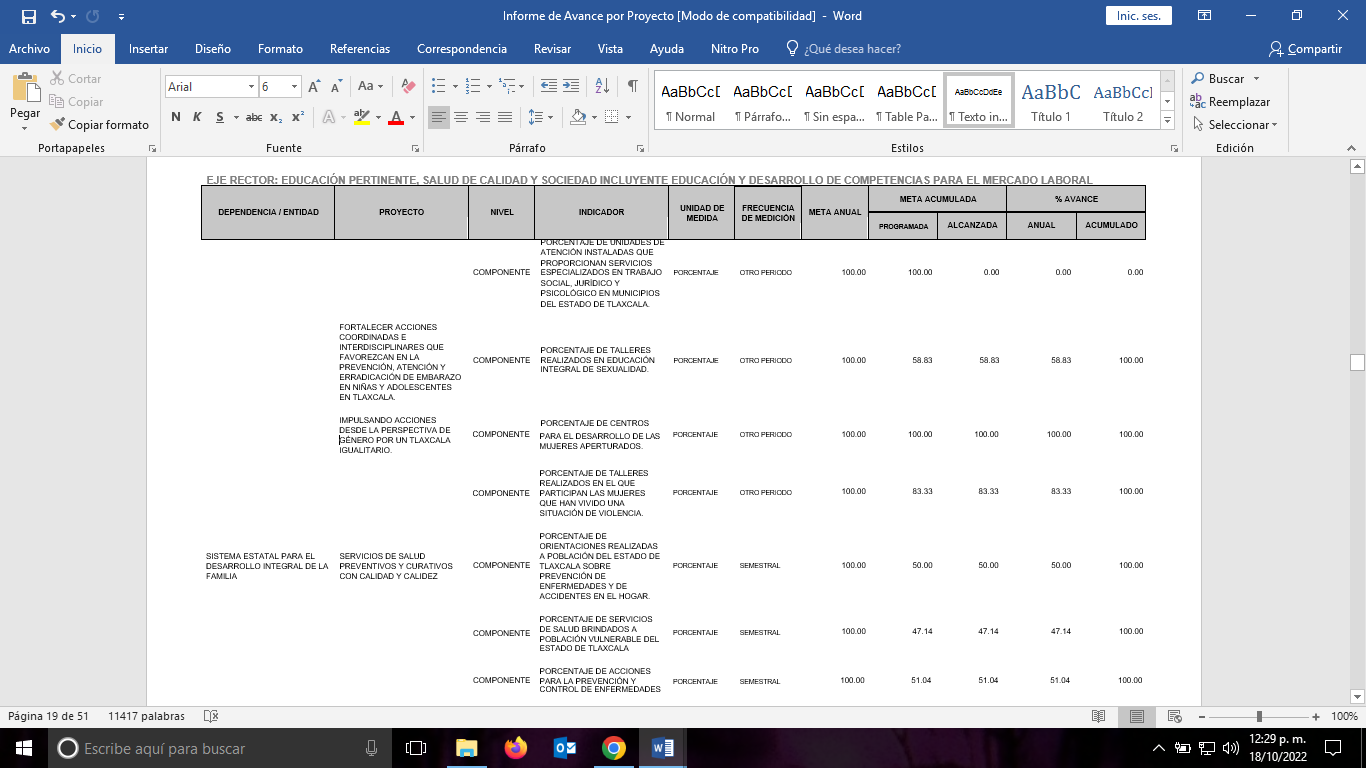 Informe de Avance por Proyecto [Modo de compatibilidad] - Word
Inic. ses.
Archivo Inicio Insertar Diseño Formato Referencias Correspondencia Revisar Vista Ayuda Nitro Pro ¿Qué desea hacer? Compartir
Pegar
Cortar
Copiar
Copiar formato
Portapapeles
Arial 6
Aa
N K S abc x₂ x²
Fuente
Párrafo
AaBbCcD AaBbCcD AaBbCcD AaBbCcD AaBbCcDdEe AaBbC AaBbCcI
¶ Normal ¶ Párrafo... ¶ Sin espa... ¶ Table Pa... ¶ Texto in... Título 1 Título 2
Estilos
Buscar
Reemplazar
Seleccionar
Edición
EJE RECTOR: EDUCACIÓN PERTINENTE, SALUD DE CALIDAD Y SOCIEDAD INCLUYENTE EDUCACIÓN Y DESARROLLO DE COMPETENCIAS PARA EL MERCADO LABORAL
DEPENDENCIA / ENTIDAD
PROYECTO
NIVEL
INDICADOR
UNIDAD DE
MEDIDA
FRECUENCIA
DE MEDICIÓN
META ANUAL
META ACUMULADA
PROGRAMADA
ALCANZADA
% AVANCE
ANUAL
ACUMULADO
COMPONENTE
PORCENTAJE DE UNIDADES DE
ATENCIÓN INSTALADAS QUE
PROPORCIONAN SERVICIOS
ESPECIALIZADOS EN TRABAJO
SOCIAL, JURÍDICO Y
PSICOLÓGICO EN MUNICIPIOS
DEL ESTADO DE TLAXCALA.
PORCENTAJE OTRO PERIODO 100.00 100.00 0.00 0.00 0.00
FORTALECER ACCIONES
COORDINADAS E
INTERDISCIPLINARES QUE
FAVOREZCAN EN LA
PREVENCIÓN, ATENCIÓN Y
ERRADICACIÓN DE EMBARAZO
EN NIÑAS Y ADOLESCENTES
EN TLAXCALA.
COMPONENTE
PORCENTAJE DE TALLERES
REALIZADOS EN EDUCACIÓN
INTEGRAL DE SEXUALIDAD.
PORCENTAJE OTRO PERIODO 100.00 58.83 58.83 58.83 100.00
IMPULSANDO ACCIONES
DESDE LA PERSPECTIVA DE
GÉNERO POR UN TLAXCALA
IGUALITARIO.
COMPONENTE
PORCENTAJE DE CENTROS
PARA EL DESARROLLO DE LAS
MUJERES APERTURADOS.
PORCENTAJE OTRO PERIODO 100.00 100.00 100.00 100.00 100.00
COMPONENTE
PORCENTAJE DE TALLERES
REALIZADOS EN EL QUE
PARTICIPAN LAS MUJERES
QUE HAN VIVIDO UNA
SITUACIÓN DE VIOLENCIA.
PORCENTAJE OTRO PERIODO 100.00 83.33 83.33 83.33 100.00
SISTEMA ESTATAL PARA EL
DESARROLLO INTEGRAL DE LA
FAMILIA
SERVICIOS DE SALUD
PREVENTIVOS Y CURATIVOS
CON CALIDAD Y CALIDEZ
COMPONENTE
PORCENTAJE DE
ORIENTACIONES REALIZADAS
A POBLACIÓN DEL ESTADO DE
TLAXCALA SOBRE
PREVENCIÓN DE
ENFERMEDADES Y DE
ACCIDENTES EN EL HOGAR.
PORCENTAJE SEMESTRAL 100.00 50.00 50.00 50.00 100.00
COMPONENTE
PORCENTAJE DE SERVICIOS
DE SALUD BRINDADOS A
POBLACIÓN VULNERABLE DEL
ESTADO DE TLAXCALA
PORCENTAJE SEMESTRAL 100.00 47.14 47.14 47.14 100.00
COMPONENTE
PORCENTAJE DE ACCIONES
PARA LA PREVENCIÓN Y
CONTROL DE ENFERMEDADES
PORCENTAJE SEMESTRAL 100.00 51.04 51.04 51.04 100.00
Página 19 de 51 11417 palabras
100%
Escribe aquí para buscar
12:29 p. m.
18/10/2022